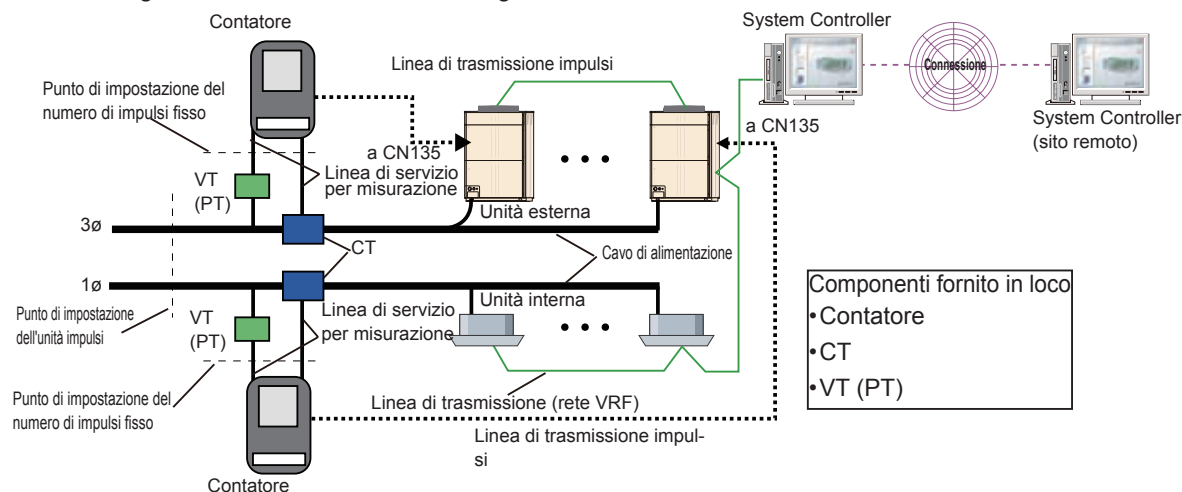 Contatore
System Controller
Linea di trasmissione impulsi
Connessione
Punto di impostazione del
numero di impulsi fisso
System Controller
(sito remoto)
a CN135
a CN135
VT
(PT)
Linea di servizio
per misurazione
Unità esterna
3ø
CT
Cavo di alimentazione
1ø
Unità interna
Componenti fornito in loco
•Contatore
•CT
•VT (PT)
Punto di impostazione
dell'unità impulsi
VT
(PT)
Linea di servizio
per misurazione
Punto di impostazione del
numero di impulsi fisso
Linea di trasmissione (rete VRF)
Linea di trasmissione impul-
si
Contatore